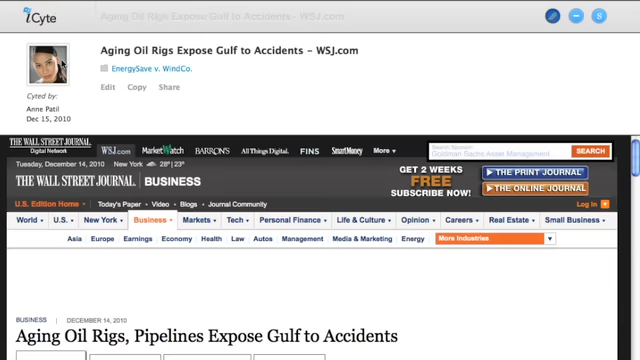 iCyte
Aging Oil Rigs Expose Gulf to Accidents - WSJ.com
Aging Oil Rigs Expose Gulf to Accidents – WSJ.com
EnergySave v. WindCo.
Edit Copy Share
Cyted by:
Anne Patil
Dec 15, 2010
THE WALL STREET JOURNAL
Digital Network
WSJ.com MarketWatch BARRON'S All Things Digital. FINS SmartMoney More
Search Sponsor:
Goldman-Sachs Asset Management
SEARCH
Tuesday, December 14, 2010 New York 28° | 23°
THE WALL STREET JOURNAL. BUSINESS
GET 2 WEEKS
FREE
SUBSCRIBE NOW!
THE PRINT JOURNAL
THE ONLINE JOURNAL
U.S. Edition Home Today's Paper • Video • Blogs • Journal Community
Log In
World U.S. New York Business Markets Tech Personal Finance Life & Culture Opinion Careers Real Estate Small Business
Asia Europe Earnings Economy Health Law Autos Management Media & Marketing Energy More Industries
BUSINESS | DECEMBER 14, 2010
Aging Oil Rigs, Pipelines Expose Gulf to Accidents